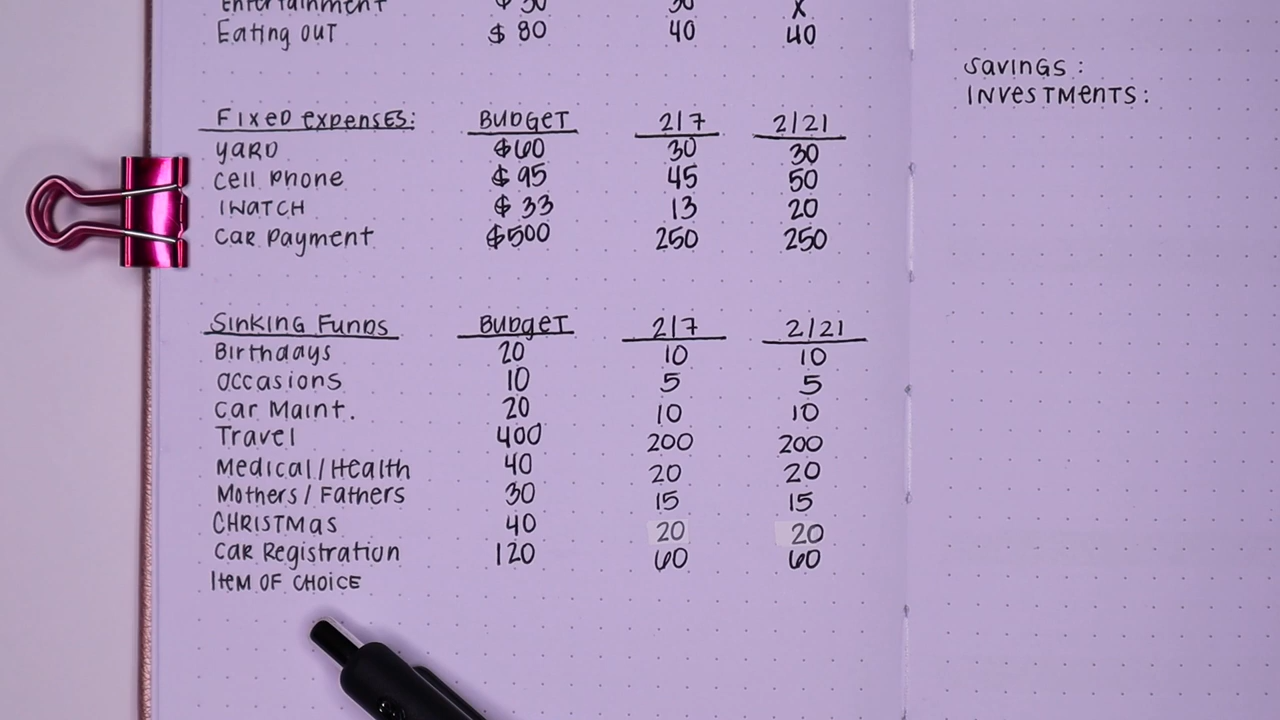 Entertainment $ 50 50 X
Eating out $ 80 40 40
Savings:
Investments:
Fixed expenses: Budget 2/7 2/21
Yard $60 30 30
Cell Phone $ 95 45 50
iWatch $ 33 13 20
Car Payment $500 250 250
Sinking Funds Budget 2/7 2/21
Birthdays 20 10 10
Occasions 10 5 5
Car Maint. 20 10 10
Travel 400 200 200
Medical/Health 40 20 20
Mothers/Fathers 30 15 15
CHRISTMAS 40 20 20
Car Registration 120 60 60
Item OF CHOICE